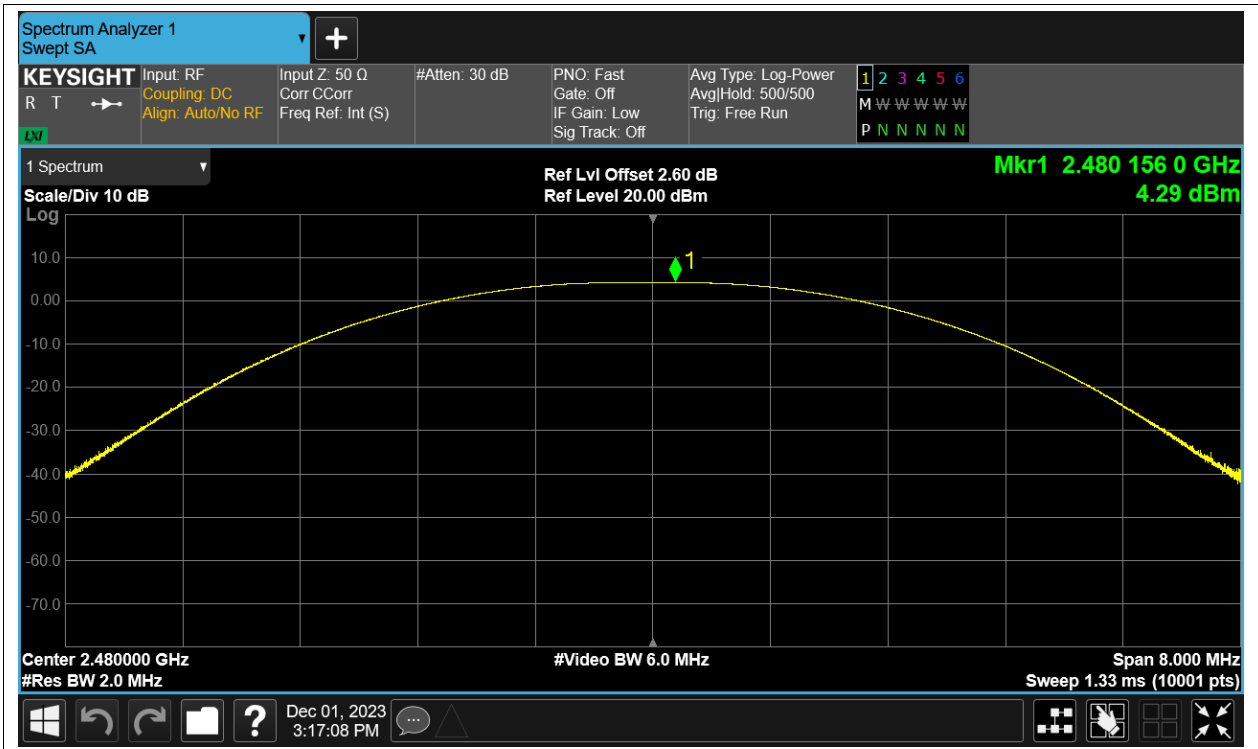 Spectrum Analyzer 1
Swept SA
KEYSIGHT
R T
LXI
Input: RF
Coupling: DC
Align: Auto/No RF
Input Z: 50 Ω
Corr CCorr
Freq Ref: Int (S)
#Atten: 30 dB
PNO: Fast
Gate: Off
IF Gain: Low
Sig Track: Off
Avg Type: Log-Power
Avg|Hold: 500/500
Trig: Free Run
1 2 3 4 5 6
M W W W W W
P N N N N N
1 Spectrum
Scale/Div 10 dB
Log
Ref Lvl Offset 2.60 dB
Ref Level 20.00 dBm
Mkr1 2.480 156 0 GHz
4.29 dBm
1
10.0
0.00
-10.0
-20.0
-30.0
-40.0
-50.0
-60.0
-70.0
Center 2.480000 GHz
#Res BW 2.0 MHz
#Video BW 6.0 MHz
Span 8.000 MHz
Sweep 1.33 ms (10001 pts)
?
Dec 01, 2023
3:17:08 PM